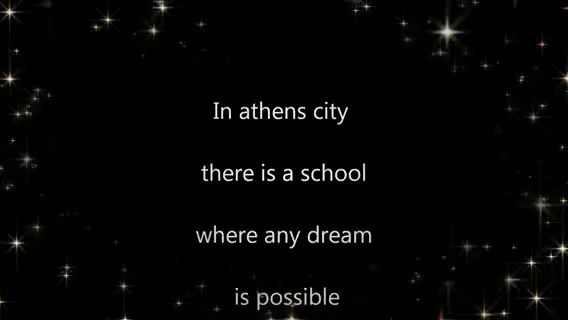 In athens city
there is a school
where any dream
is possible